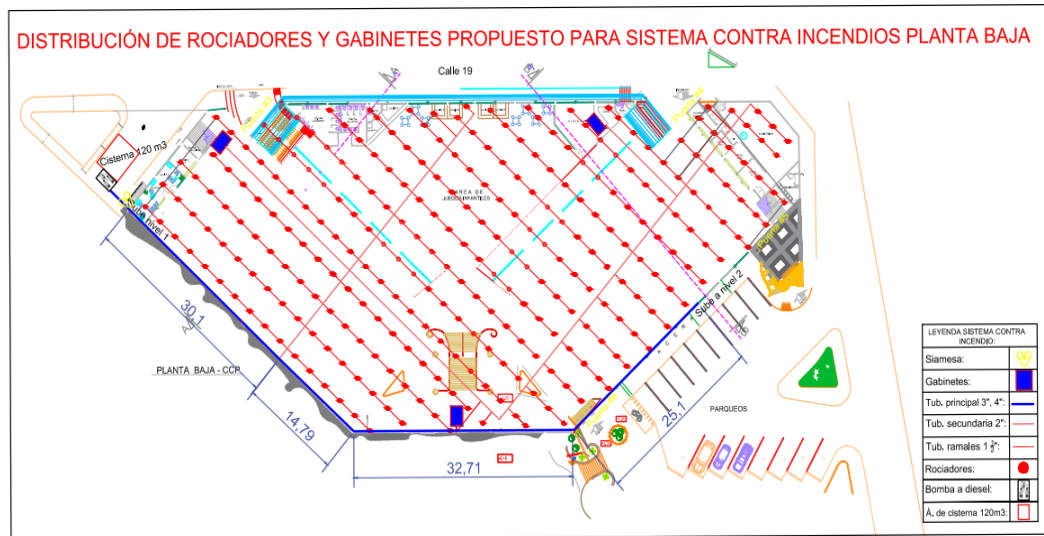 DISTRIBUCIÓN DE ROCIADORES Y GABINETES PROPUESTO PARA SISTEMA CONTRA INCENDIOS PLANTA BAJA
Calle 19
Cisterna 120 m3
Sube nivel 1
AREA DE
JUEGOS INFANTILES
Sube a nivel 2
ACERA
30,1
PLANTA BAJA - CCP
14,79
32,71
25,1
PARQUEOS
LEYENDA SISTEMA CONTRA
INCENDIO:
Siamesa:
Gabinetes:
Tub. principal 3", 4":
Tub. secundaria 2":
Tub. ramales 1 ½":
Rociadores:
Bomba a diesel:
Á. de cisterna 120m3: